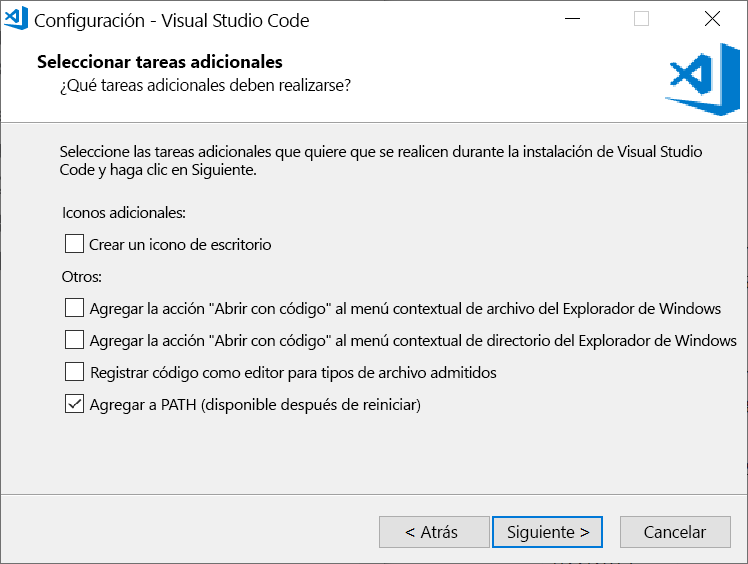 Configuración - Visual Studio Code
Seleccionar tareas adicionales
¿Qué tareas adicionales deben realizarse?
Seleccione las tareas adicionales que quiere que se realicen durante la instalación de Visual Studio
Code y haga clic en Siguiente.
Iconos adicionales:
Crear un icono de escritorio
Otros:
Agregar la acción "Abrir con código" al menú contextual de archivo del Explorador de Windows
Agregar la acción "Abrir con código" al menú contextual de directorio del Explorador de Windows
Registrar código como editor para tipos de archivo admitidos
Agregar a PATH (disponible después de reiniciar)
< Atrás
Siguiente >
Cancelar